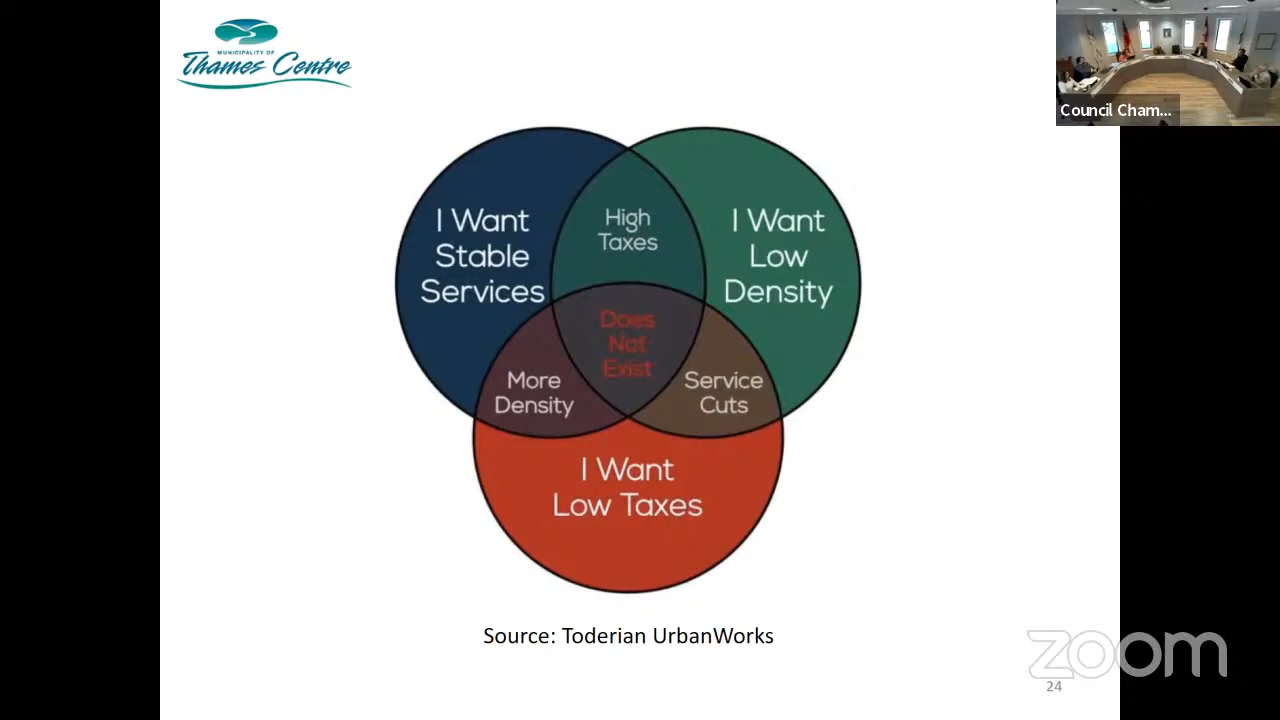 MUNICIPALITY OF
Thames Centre
Council Cham...
I Want
Stable
Services
High
Taxes
I Want
Low
Density
Does
Not
Exist
More
Density
Service
Cuts
I Want
Low Taxes
Source: Toderian UrbanWorks
zoom
24